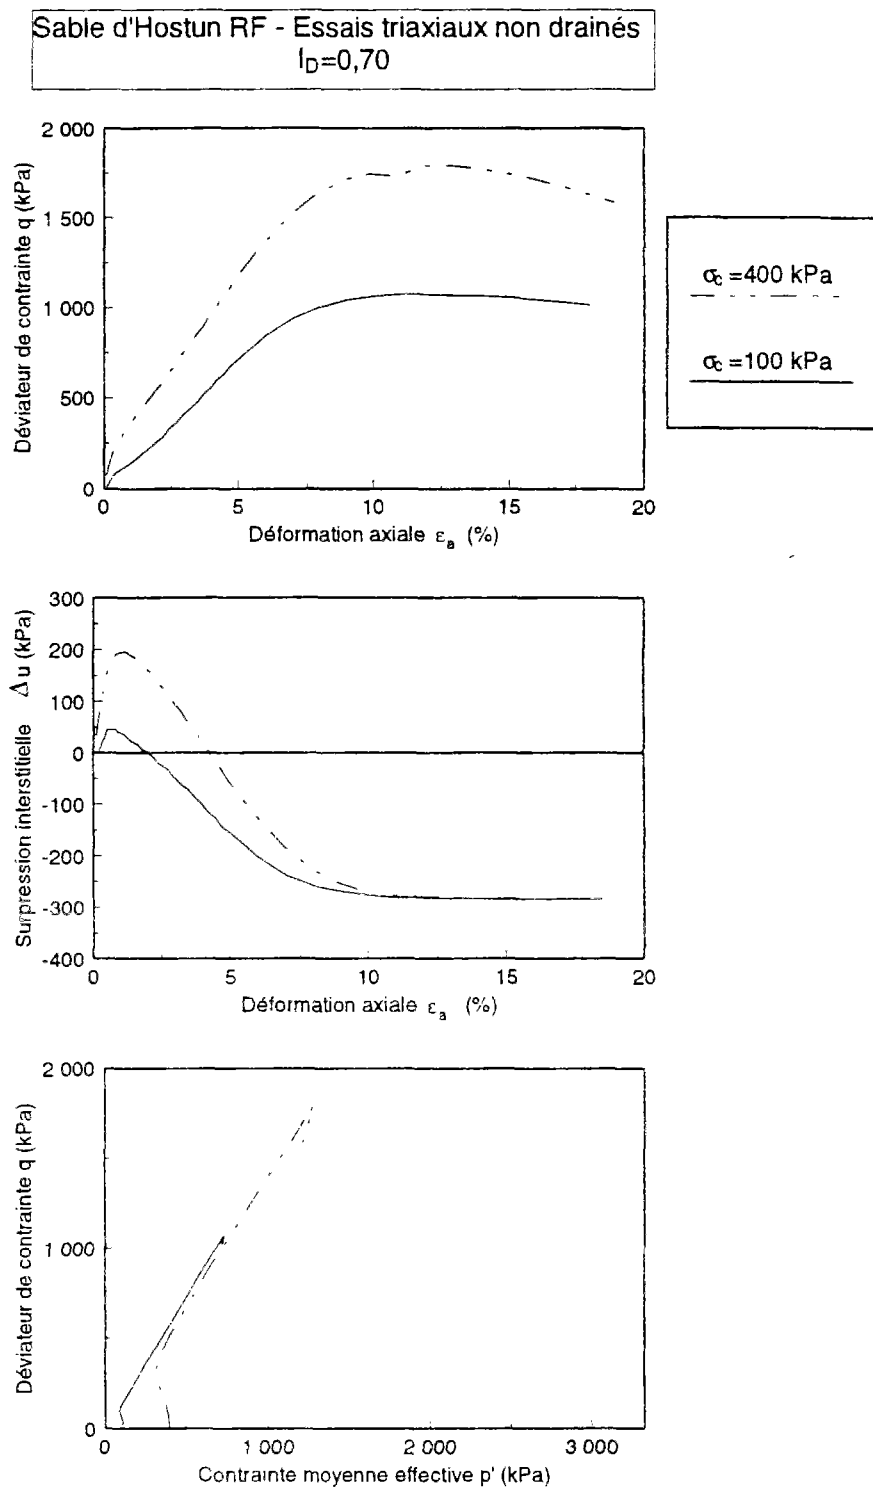 Sable d'Hostun RF - Essais triaxiaux non drainés
ID=0,70
Déviateur de contrainte q (kPa)
2 000
1 500
1 000
500
0
0 5 10 15 20
Déformation axiale εa (%)
σc =400 kPa
σc =100 kPa
Surpression interstitielle Δu (kPa)
300
200
100
0
-100
-200
-300
-400
0 5 10 15 20
Déformation axiale εa (%)
Déviateur de contrainte q (kPa)
2 000
1 000
0
0 1 000 2 000 3 000
Contrainte moyenne effective p' (kPa)